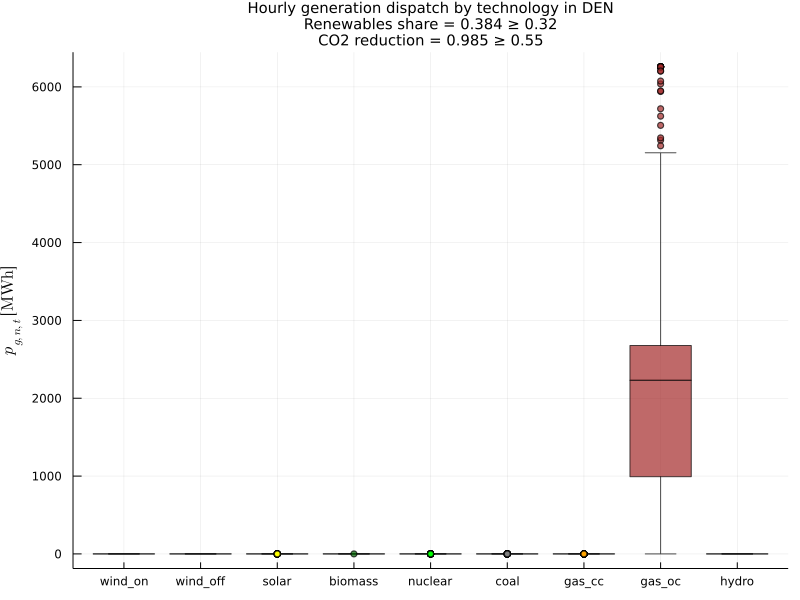 Hourly generation dispatch by technology in DEN
Renewables share = 0.384 ≥ 0.32
CO2 reduction = 0.985 ≥ 0.55
p_{g,n,t} [MWh]
6000
5000
4000
3000
2000
1000
0
wind_on wind_off solar biomass nuclear coal gas_cc gas_oc hydro